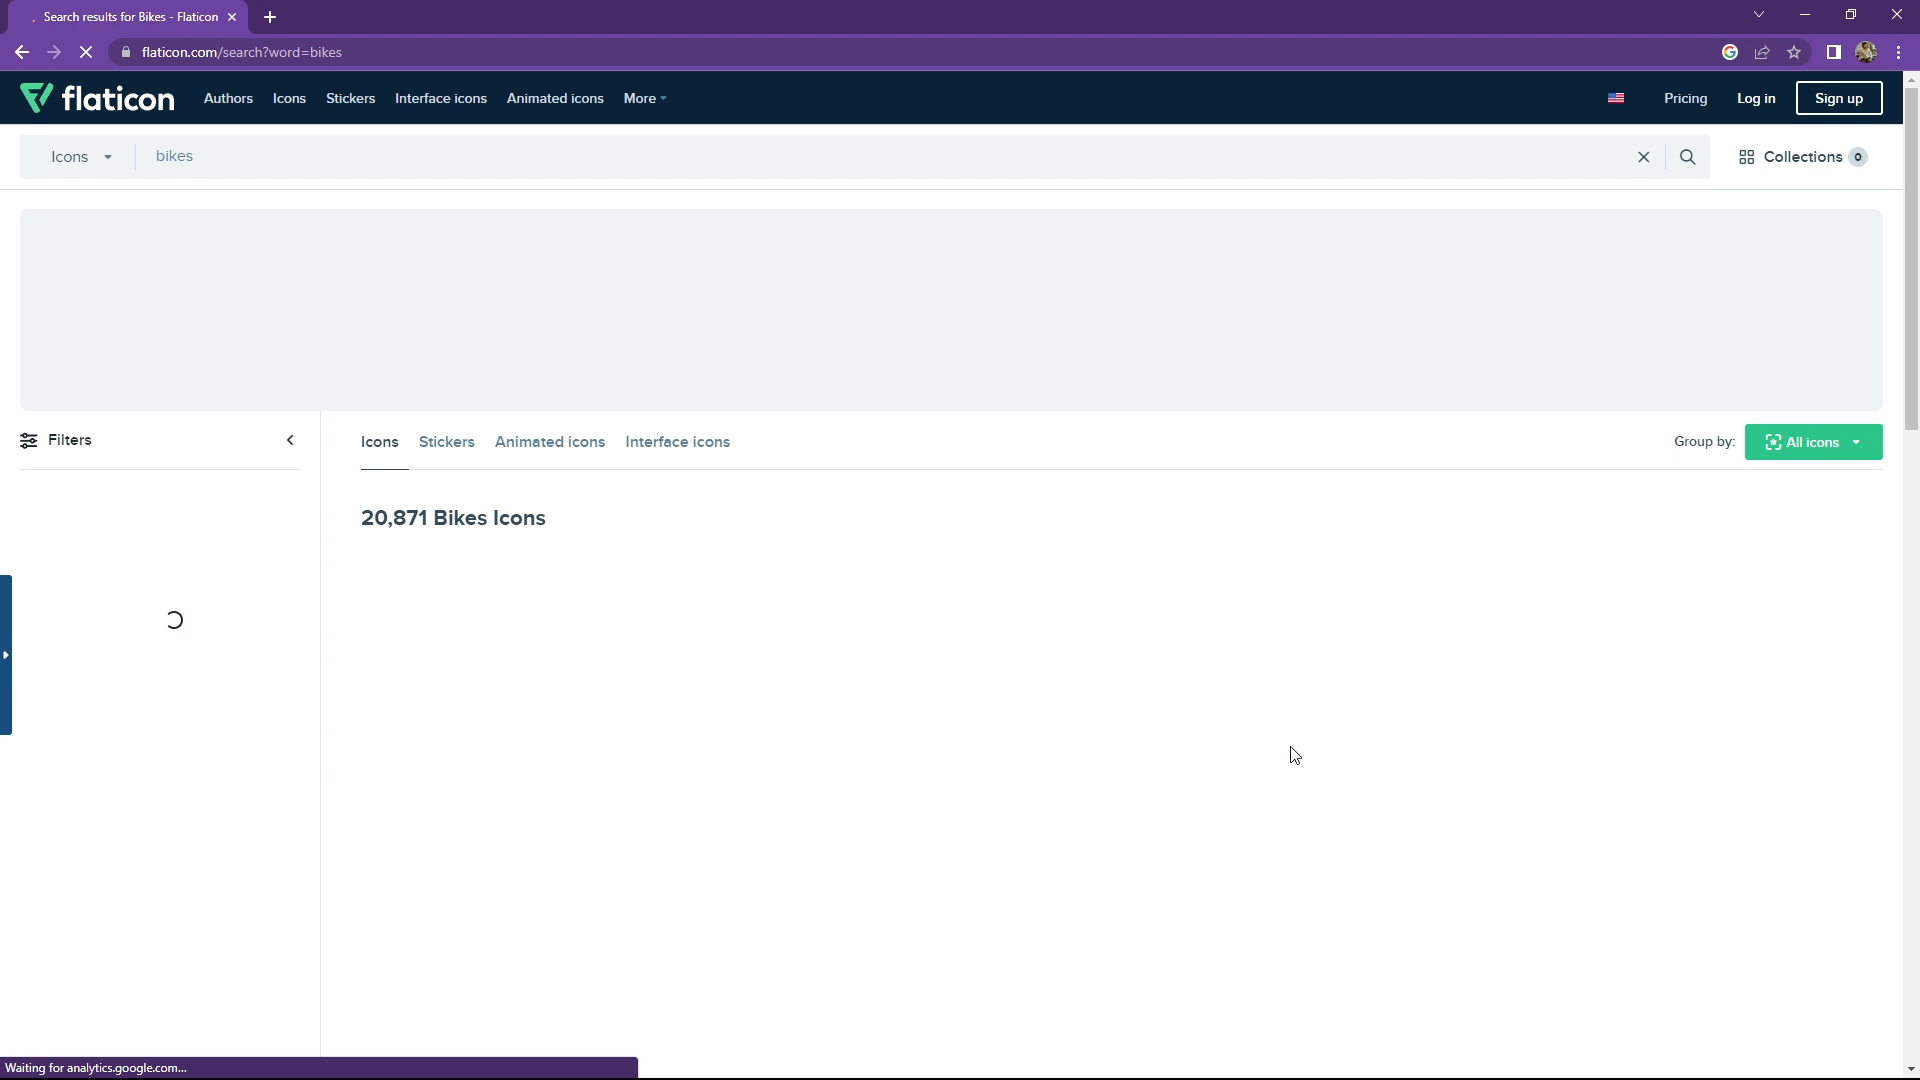 Search results for Bikes - Flaticon
flaticon.com/search?word=bikes
flaticon Authors Icons Stickers Interface icons Animated icons More Pricing Log in Sign up
Icons bikes Collections 0
Filters Icons Stickers Animated icons Interface icons Group by: All icons
20,871 Bikes Icons
Waiting for analytics.google.com...